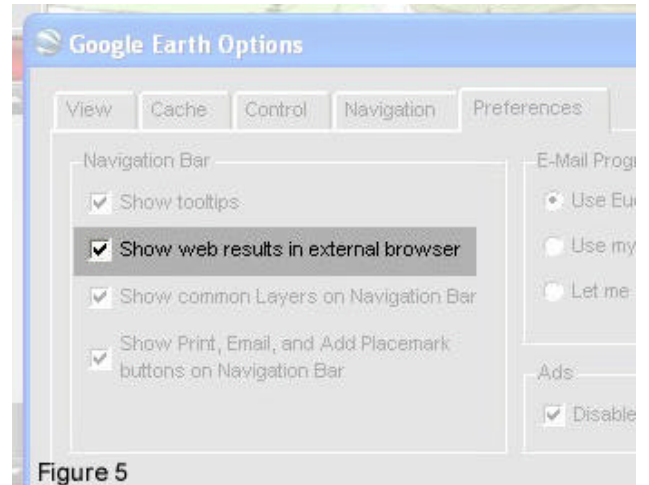 Google Earth Options
View
Cache
Control
Navigation
Preferences
Navigation Bar
Show tooltips
Show web results in external browser
Show common Layers on Navigation Bar
Show Print, Email, and Add Placemark
buttons on Navigation Bar
E-Mail
Use
Use my
Let me
Ads
Disable
Figure 5